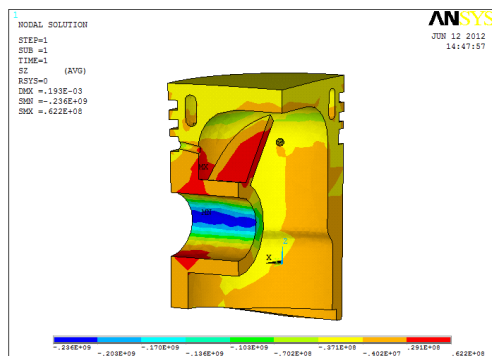 1
NODAL SOLUTION
ANSYS
JUN 12 2012
14:47:57
STEP=1
SUB =1
TIME=1
SZ (AVG)
RSYS=0
DMX =.193E-03
SMN =-.236E+09
SMX =.622E+08
MX
MN
Z
X
-.236E+09 -.170E+09 -.103E+09 -.371E+08 .291E+08
-.203E+09 -.136E+09 -.702E+08 -.402E+07 .622E+08